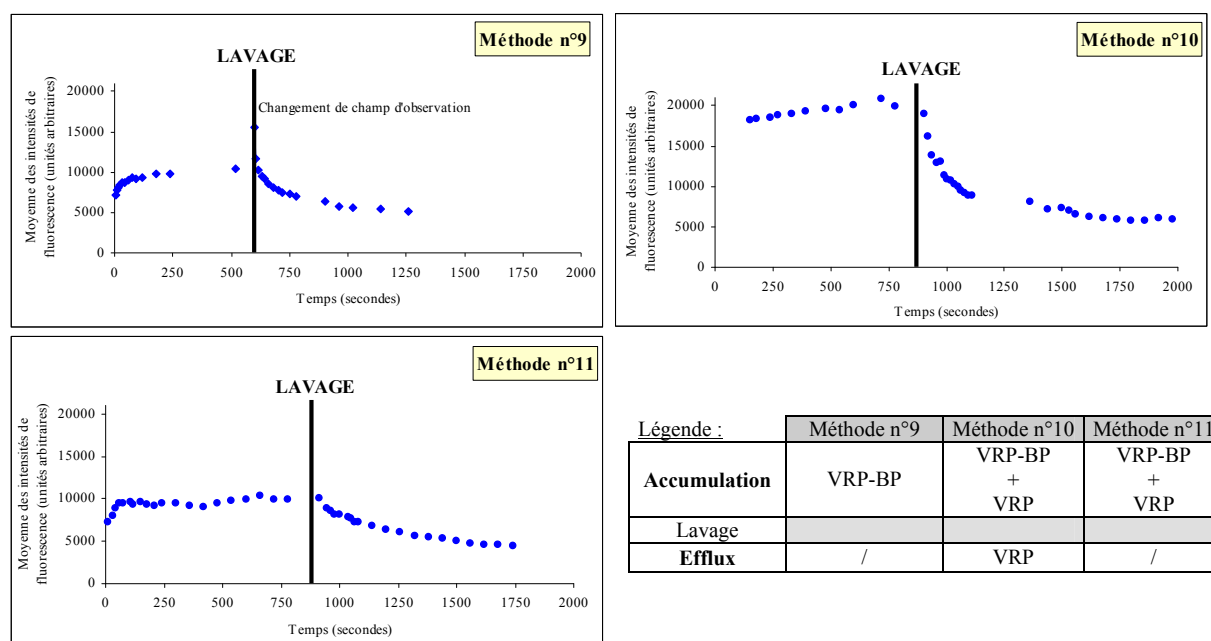 Méthode n°9
LAVAGE
Changement de champ d'observation
Moyenne des intensités de
fluorescence (unités arbitraires)
20000
15000
10000
5000
0
0 250 500 750 1000 1250 1500 1750 2000
Temps (secondes)
Méthode n°10
LAVAGE
Moyenne des intensités de
fluorescence (unités arbitraires)
20000
15000
10000
5000
0
0 250 500 750 1000 1250 1500 1750 2000
Temps (secondes)
Méthode n°11
LAVAGE
Moyenne des intensités de
fluorescence (unités arbitraires)
20000
15000
10000
5000
0
0 250 500 750 1000 1250 1500 1750 2000
Temps (secondes)
Légende : Méthode n°9 Méthode n°10 Méthode n°11
Accumulation VRP-BP VRP-BP + VRP VRP-BP + VRP
Lavage
Efflux / VRP /